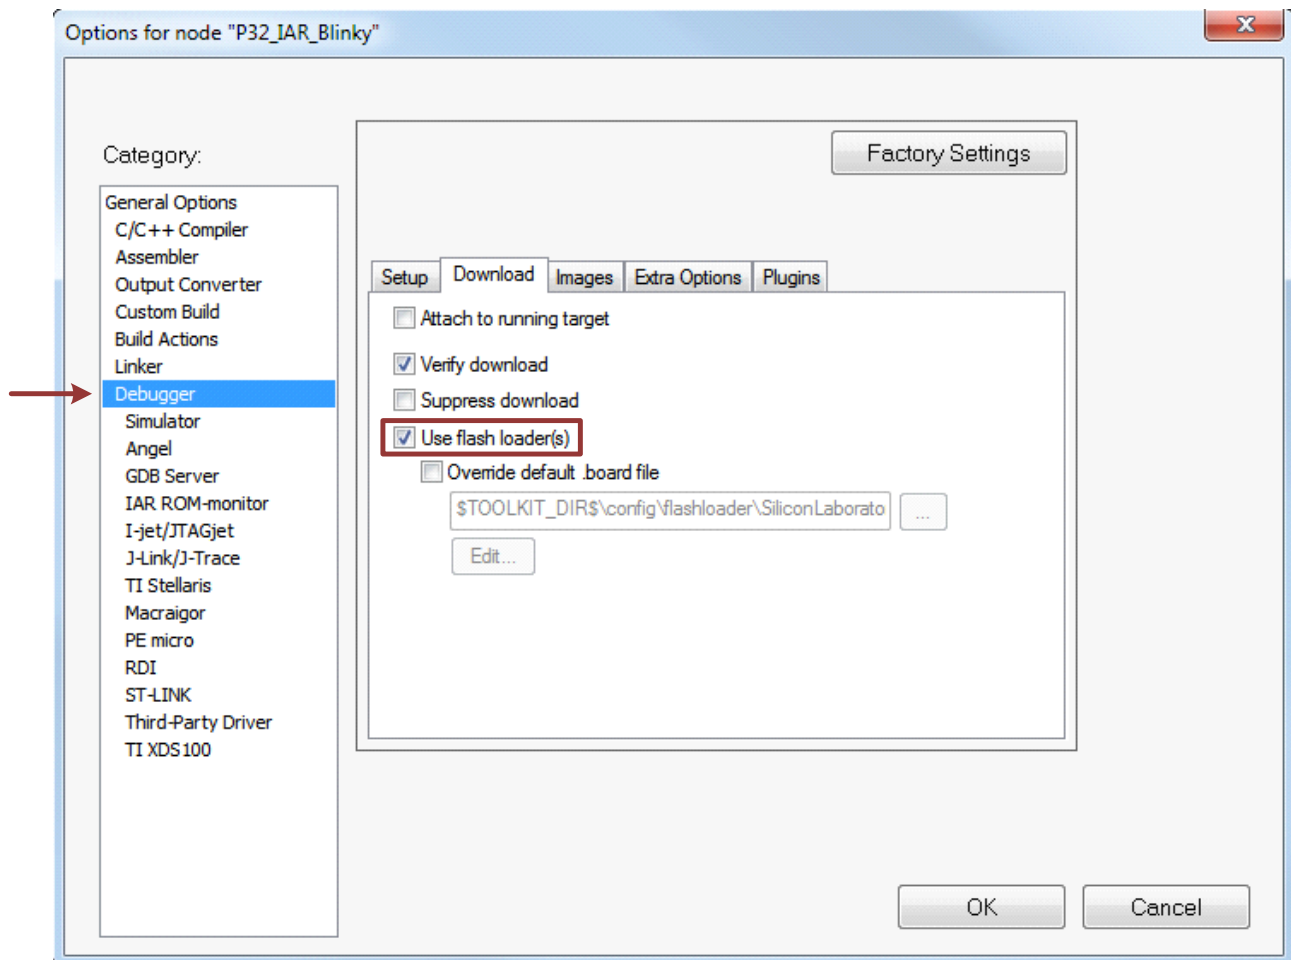 Options for node "P32_IAR_Blinky"
Category:
Factory Settings
General Options
C/C++ Compiler
Assembler
Output Converter
Custom Build
Build Actions
Linker
Debugger
Simulator
Angel
GDB Server
IAR ROM-monitor
I-jet/JTAGjet
J-Link/J-Trace
TI Stellaris
Macraigor
PE micro
RDI
ST-LINK
Third-Party Driver
TI XDS100
Setup Download Images Extra Options Plugins
Attach to running target
Verify download
Suppress download
Use flash loader(s)
Override default .board file
$TOOLKIT_DIR$\config\flashloader\SiliconLaborato ...
Edit...
OK Cancel